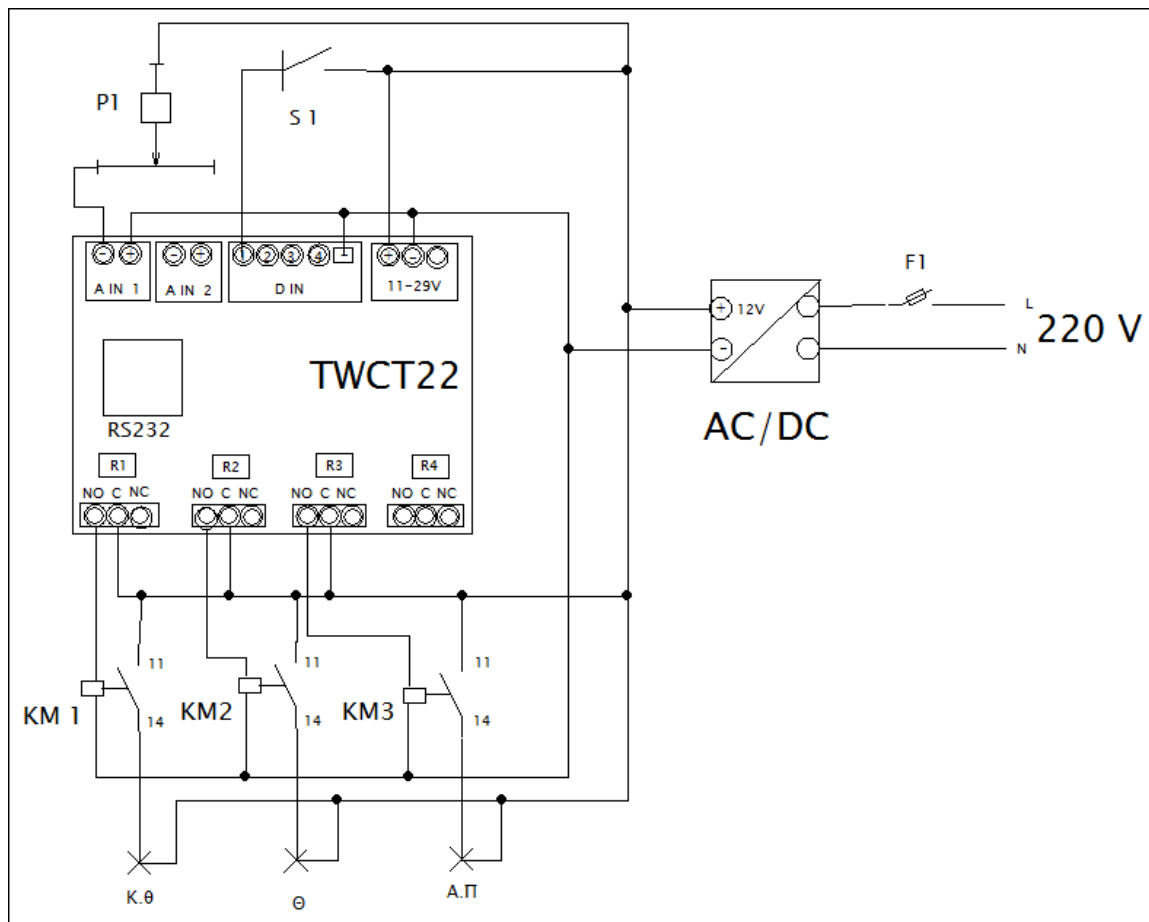 P1
S 1
- + - + 1 2 3 4 ⊥ + -
A IN 1 A IN 2 D IN 11-29V
F1
+ 12V
L
220 V
-
N
TWCT22
AC/DC
RS232
R1 R2 R3 R4
NO C NC NO C NC NO C NC NO C NC
11 11 11
KM 1 KM2 KM3
14 14 14
К.θ Θ А.П